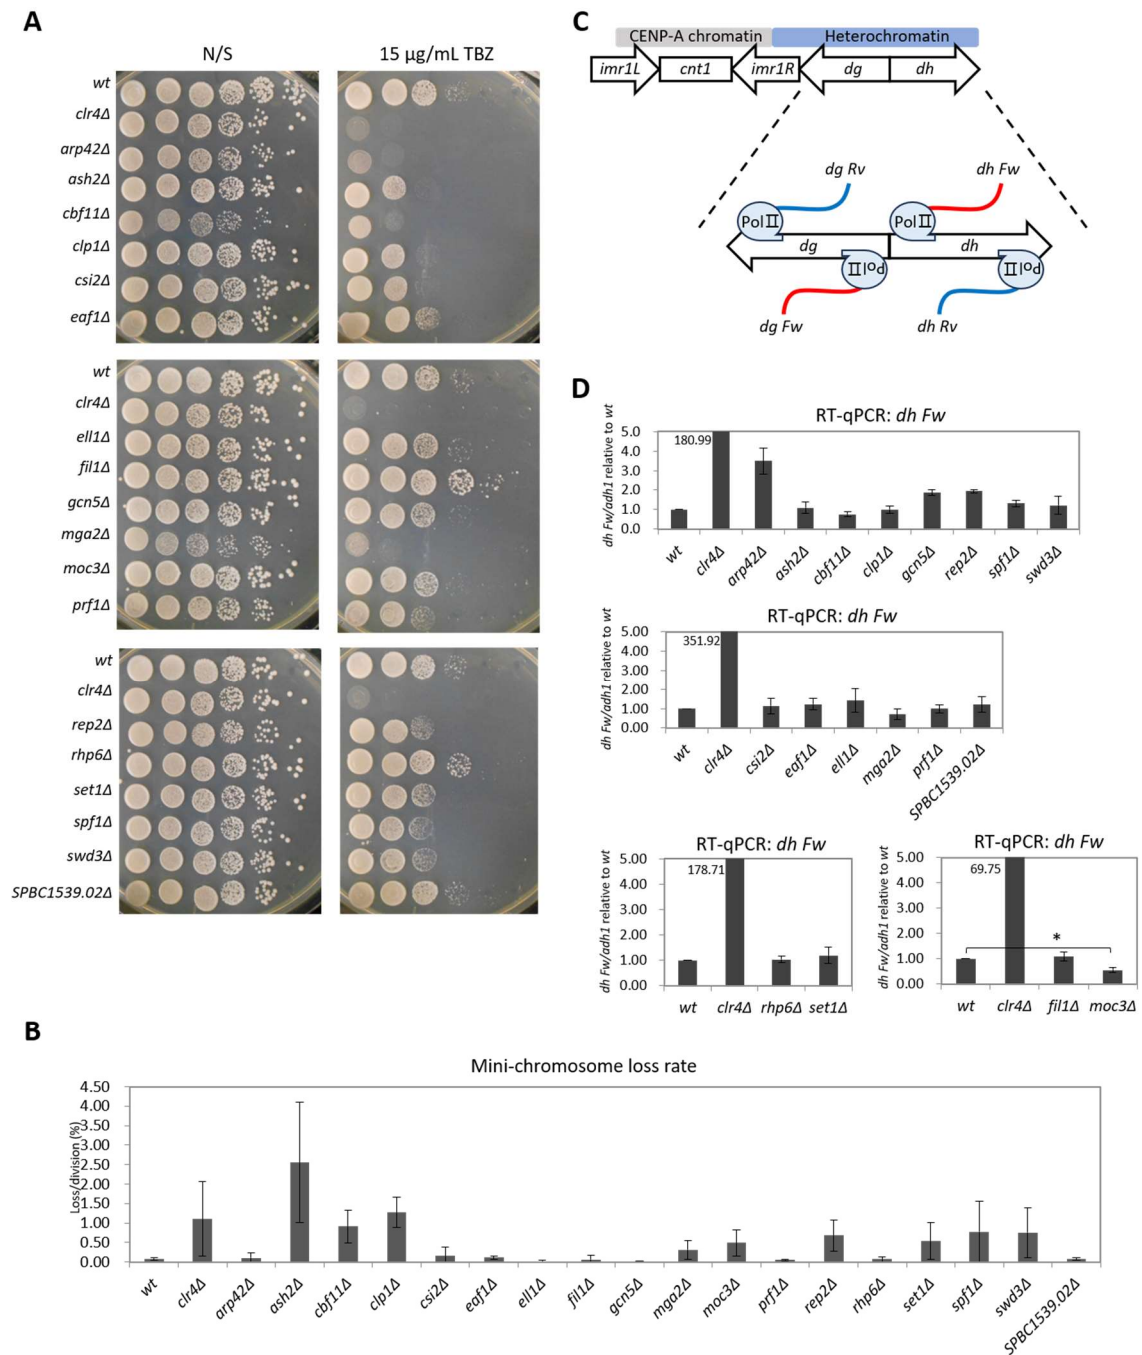 A
N/S
15 µg/mL TBZ
wt
clr4Δ
arp42Δ
ash2Δ
cbf11Δ
clp1Δ
csi2Δ
eaf1Δ
wt
clr4Δ
ell1Δ
fil1Δ
gcn5Δ
mga2Δ
moc3Δ
prf1Δ
wt
clr4Δ
rep2Δ
rhp6Δ
set1Δ
spf1Δ
swd3Δ
SPBC1539.02Δ
C
CENP-A chromatin Heterochromatin
imr1L cnt1 imr1R dg dh
dg Rv dh Fw
Pol II Pol II
dg dh
Pol II Pol II
dg Fw dh Rv
D
RT-qPCR: dh Fw
dh Fw/adh1 relative to wt
5.0
4.0
3.0
2.0
1.0
0.0
180.99
wt clr4Δ arp42Δ ash2Δ cbf11Δ clp1Δ gcn5Δ rep2Δ spf1Δ swd3Δ
RT-qPCR: dh Fw
dh Fw/adh1 relative to wt
5.00
4.00
3.00
2.00
1.00
0.00
351.92
wt clr4Δ csi2Δ eaf1Δ ell1Δ mga2Δ prf1Δ SPBC1539.02Δ
RT-qPCR: dh Fw
dh Fw/adh1 relative to wt
5.00
4.00
3.00
2.00
1.00
0.00
178.71
wt clr4Δ rhp6Δ set1Δ
RT-qPCR: dh Fw
dh Fw/adh1 relative to wt
5.00
4.00
3.00
2.00
1.00
0.00
69.75
*
wt clr4Δ fil1Δ moc3Δ
B
Mini-chromosome loss rate
Loss/division (%)
4.50
4.00
3.50
3.00
2.50
2.00
1.50
1.00
0.50
0.00
wt clr4Δ arp42Δ ash2Δ cbf11Δ clp1Δ csi2Δ eaf1Δ ell1Δ fil1Δ gcn5Δ mga2Δ moc3Δ prf1Δ rep2Δ rhp6Δ set1Δ spf1Δ swd3Δ SPBC1539.02Δ